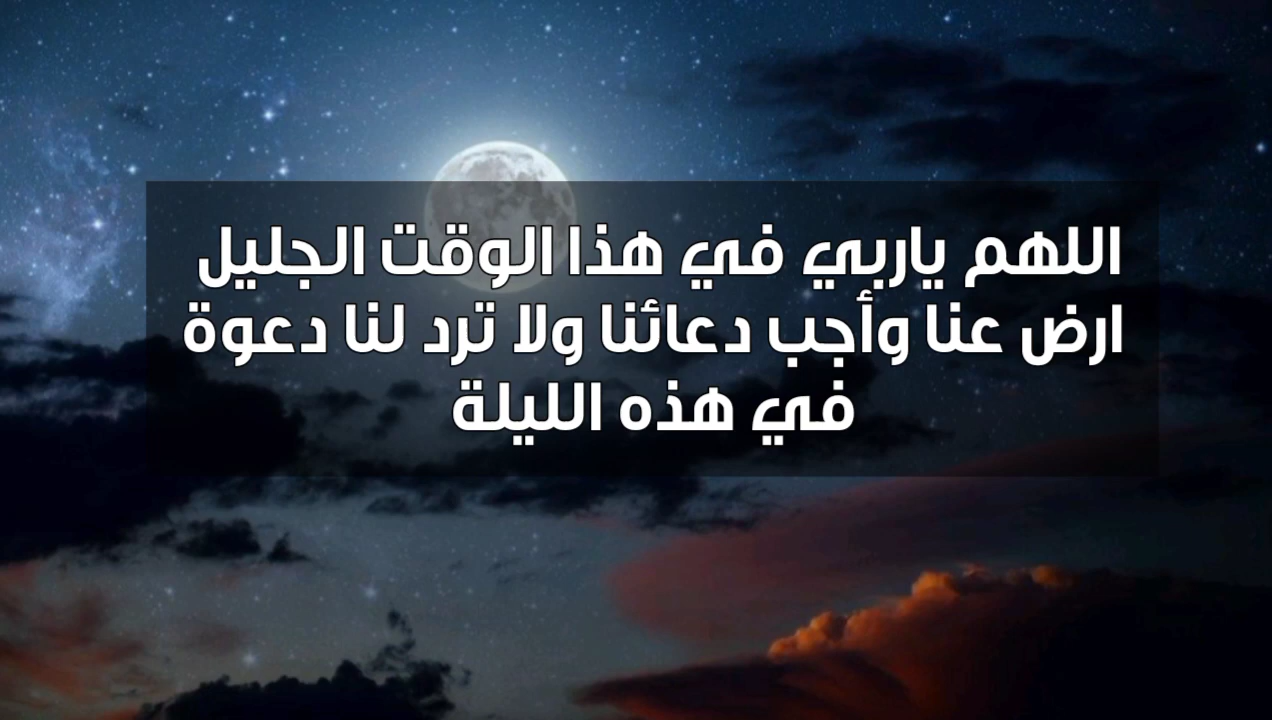 اللهم ياربي في هذا الوقت الجليل
ارض عنا وأجب دعائنا ولا ترد لنا دعوة
في هذه الليلة